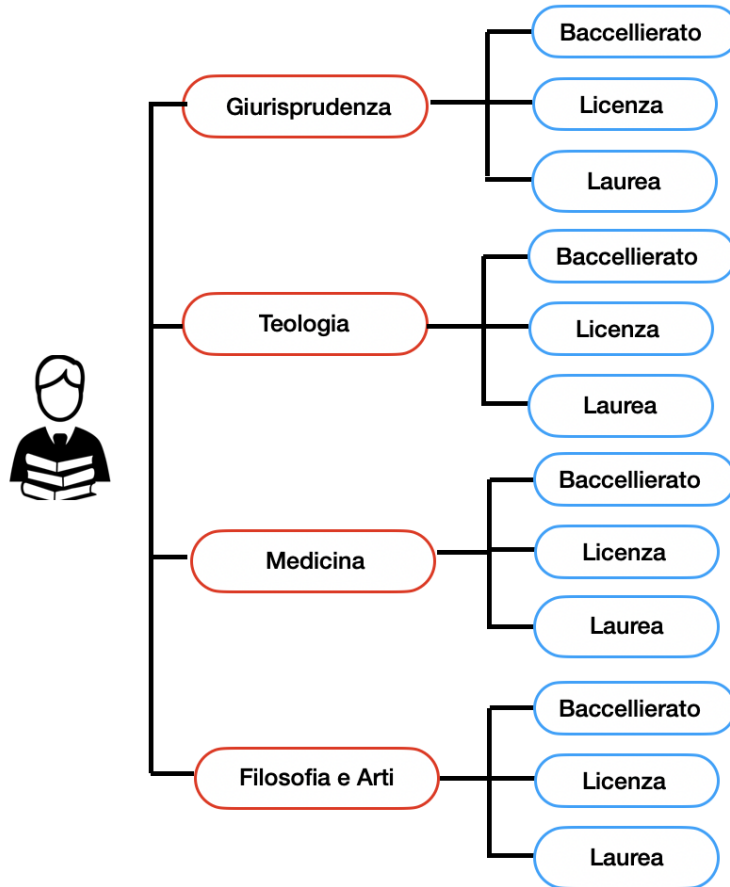 Giurisprudenza
Baccellierato
Licenza
Laurea
Teologia
Baccellierato
Licenza
Laurea
Medicina
Baccellierato
Licenza
Laurea
Filosofia e Arti
Baccellierato
Licenza
Laurea